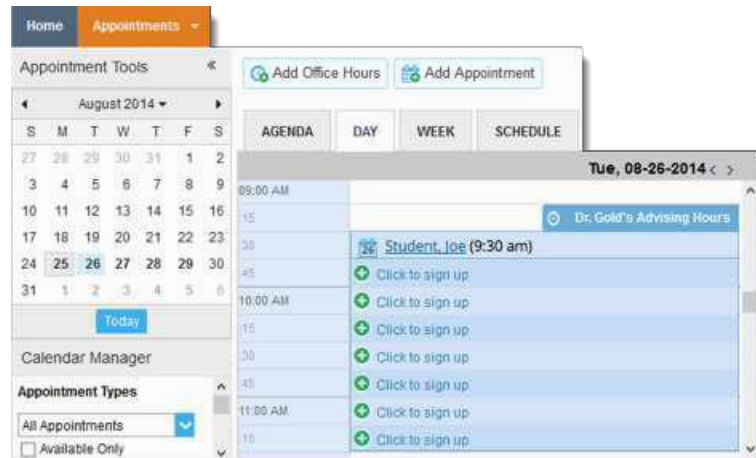 Home Appointments
Appointment Tools «
Add Office Hours Add Appointment
August 2014
S M T W T F S
27 28 29 30 31 1 2
3 4 5 6 7 8 9
10 11 12 13 14 15 16
17 18 19 20 21 22 23
24 25 26 27 28 29 30
31 1 2 3 4 5 6
Today
Calendar Manager
Appointment Types
All Appointments
Available Only
AGENDA DAY WEEK SCHEDULE
Tue, 08-26-2014 < >
09:00 AM
15 Dr. Gold's Advising Hours
30 Student, Joe (9:30 am)
45 Click to sign up
10:00 AM Click to sign up
15 Click to sign up
30 Click to sign up
45 Click to sign up
11:00 AM Click to sign up
15 Click to sign up